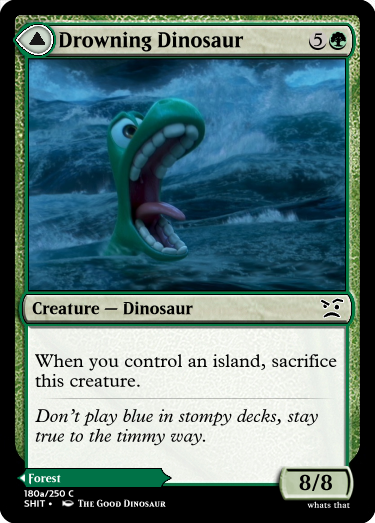 Drowning Dinosaur 5
Creature — Dinosaur
When you control an island, sacrifice
this creature.
Don't play blue in stompy decks, stay
true to the timmy way.
Forest
8/8
180a/250 C
SHIT • The Good Dinosaur
whats that